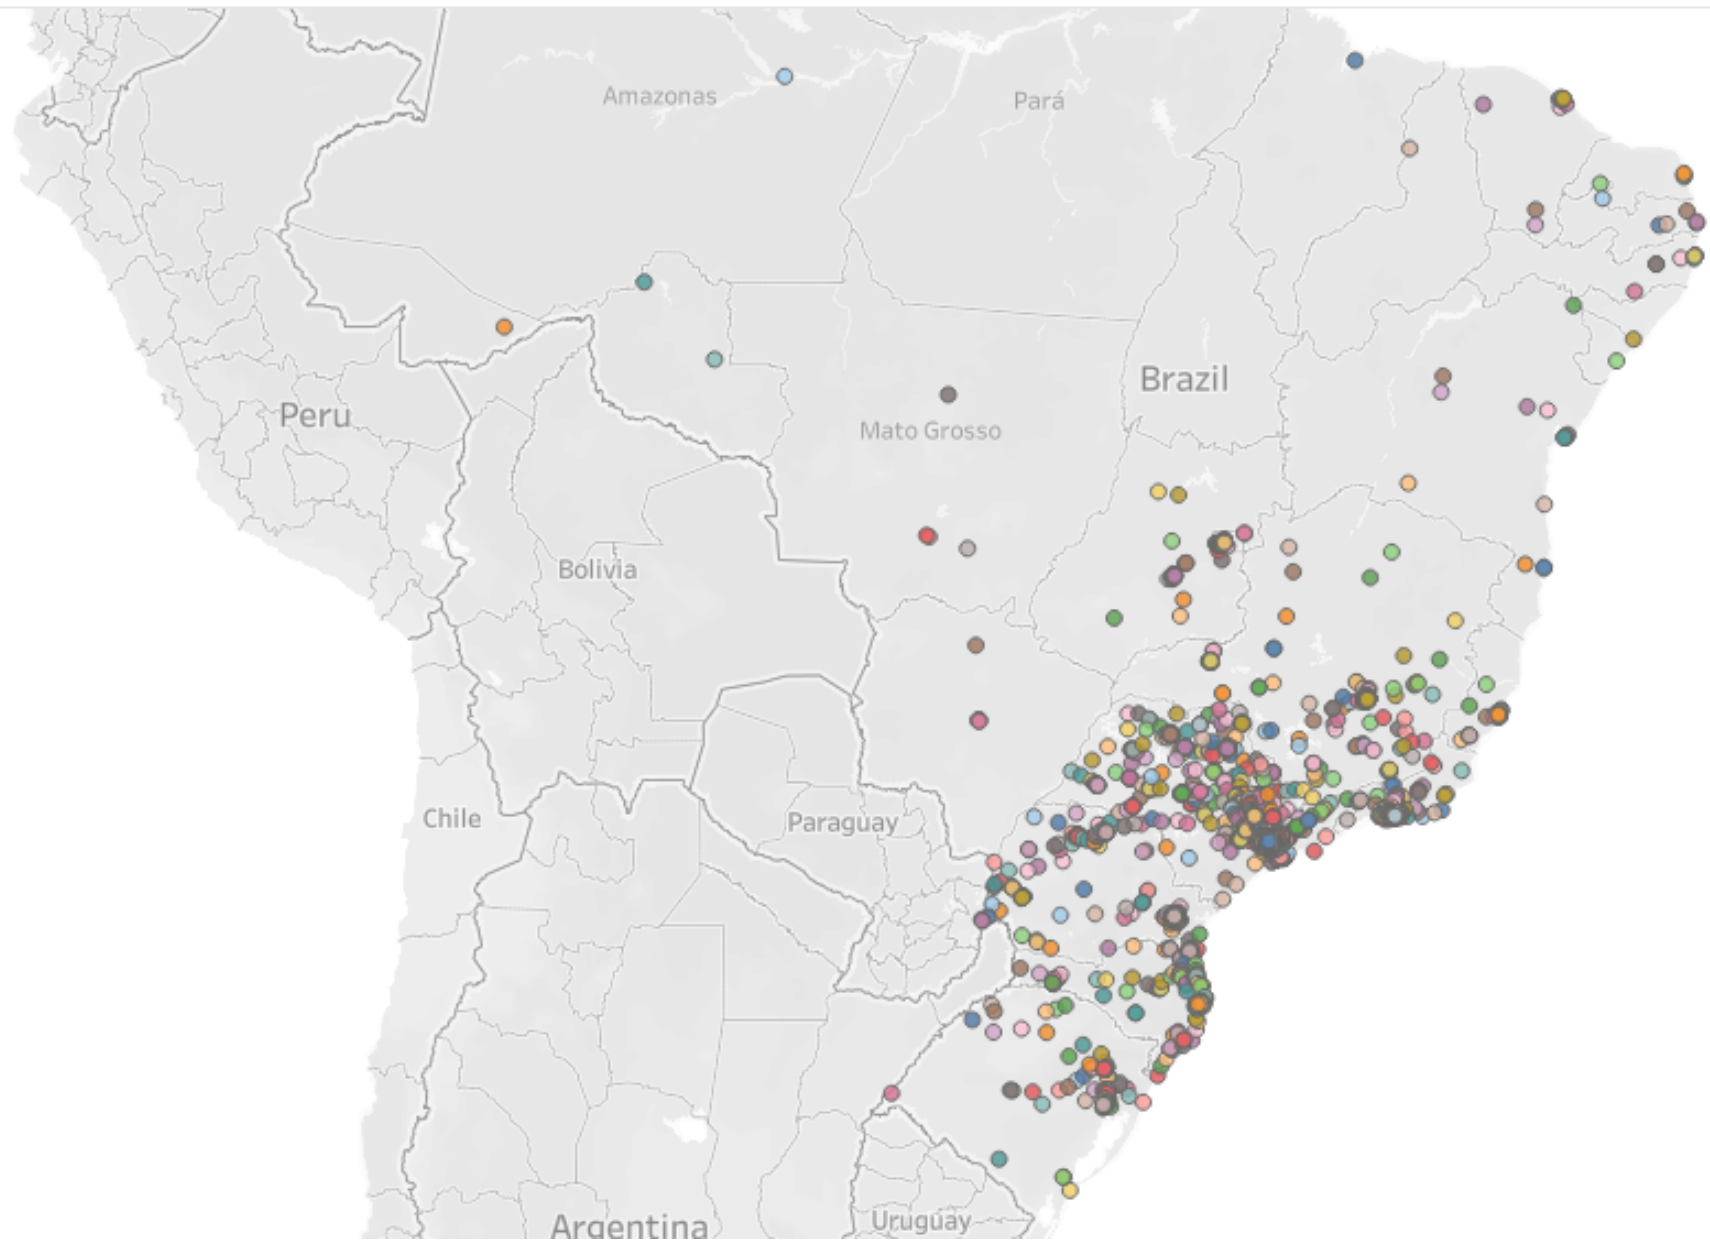 Amazonas
Pará
Brazil
Peru
Mato Grosso
Bolivia
Chile
Paraguay
Uruguay
Argentina